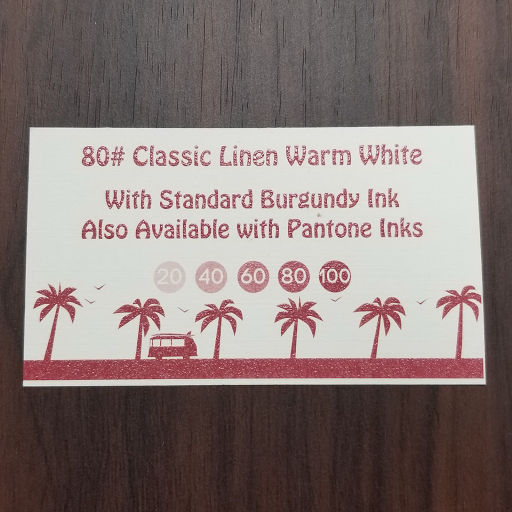 80# Classic Linen Warm White
With Standard Burgundy Ink
Also Available with Pantone Inks
20 40 60 80 100